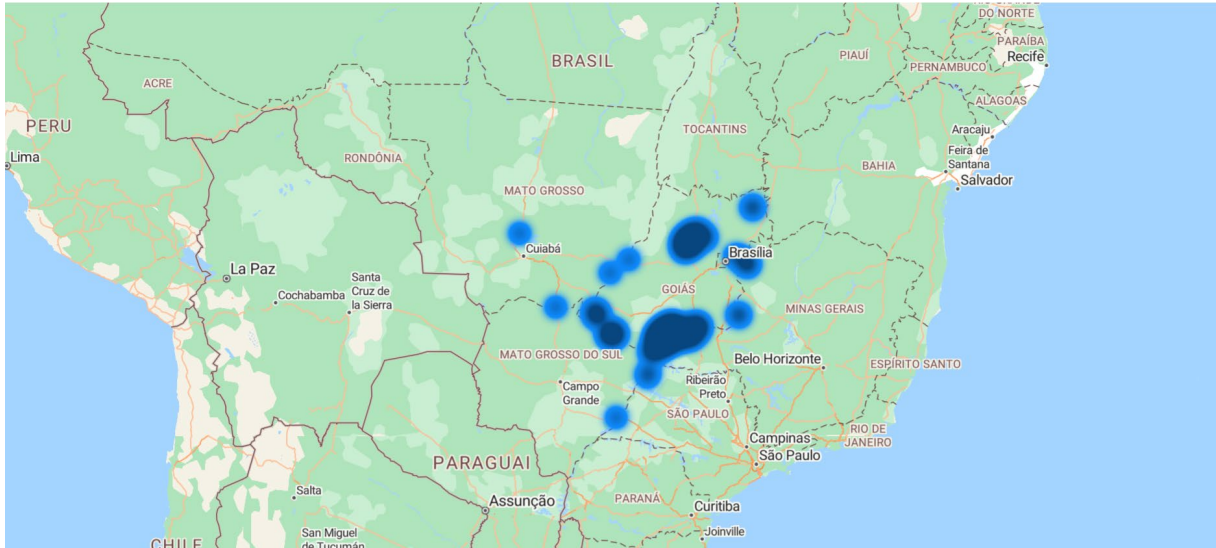 DO NORTE
PARAÍBA
BRASIL
PIAUÍ
Recife
PERNAMBUCO
ACRE
ALAGOAS
PERU
TOCANTINS
Aracaju
Lima
RONDÔNIA
BAHIA
Feira de
Santana
MATO GROSSO
Salvador
Cuiabá
Brasília
La Paz
Santa
Cruz de
la Sierra
GOIÁS
Cochabamba
MINAS GERAIS
MATO GROSSO DO SUL
Belo Horizonte
ESPÍRITO SANTO
Campo
Grande
Ribeirão
Preto
SÃO PAULO
RIO DE
JANEIRO
Campinas
São Paulo
PARAGUAI
Salta
Assunção
PARANÁ
Curitiba
San Miguel
de Tucumán
Joinville
CHILE